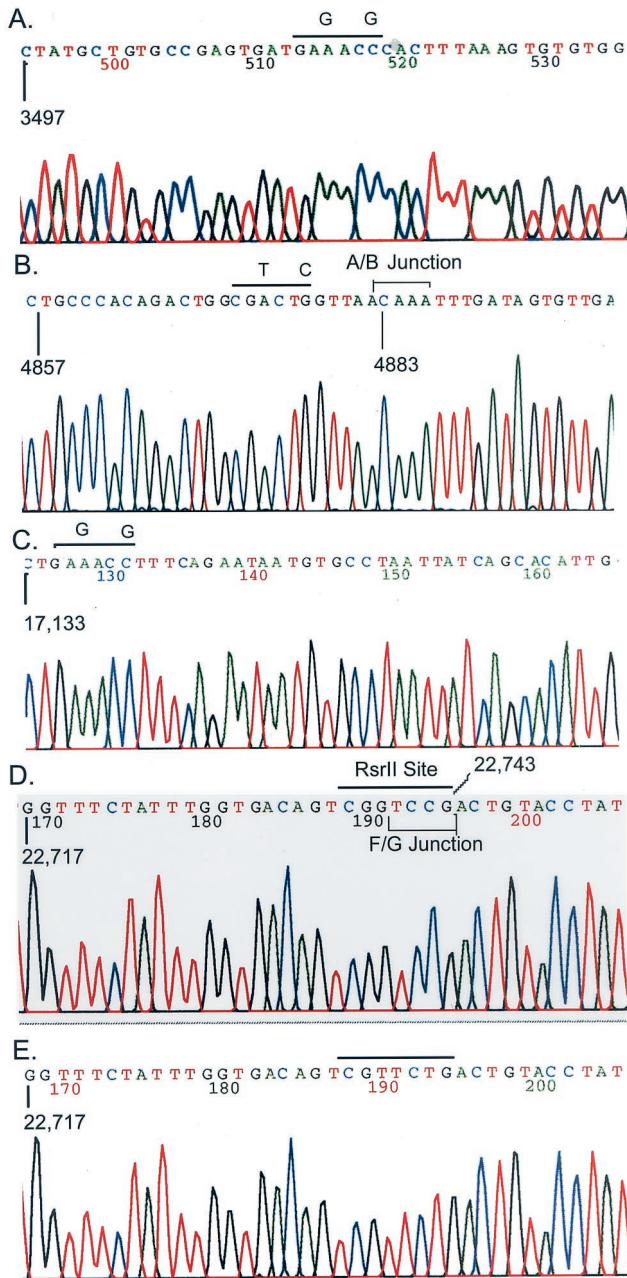 A.
G G
CTATGCTGTGCCGAGTGATGAAACCCACTTTAAAGTGTGTGG
500 510 520 530
3497
B.
T C A/B Junction
CTGCCCACAGACTGGCGACTGGTTAACAAATTTGATAGTGTTGA
4857 4883
C.
G G
CTGAAACCTTTCAGAATAATGTGCCTAATTATCAGCACATTG
130 140 150 160
17,133
D.
RsrII Site 22,743
GGTTTCTATTTGGTGACAGTCGGTCCGACTGTACCTAT
170 180 190 200
F/G Junction
22,717
E.
GGTTTCTATTTGGTGACAGTCGTTCTGACTGTACCTAT
170 180 190 200
22,717